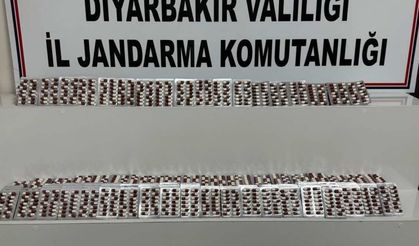 DİYARBAKIR VALİLİĞİ
İL JANDARMA KOMUTANLIĞI